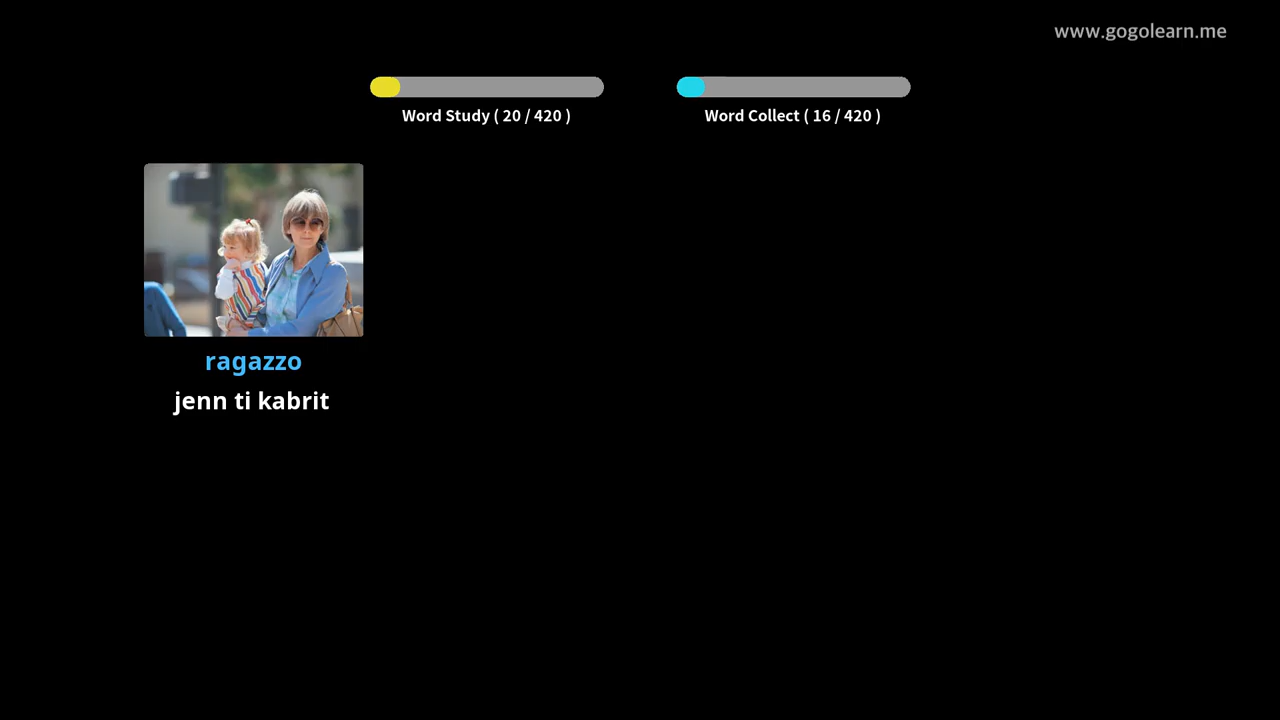 www.gogolearn.me
Word Study ( 20 / 420 )
Word Collect ( 16 / 420 )
ragazzo
jenn ti kabrit